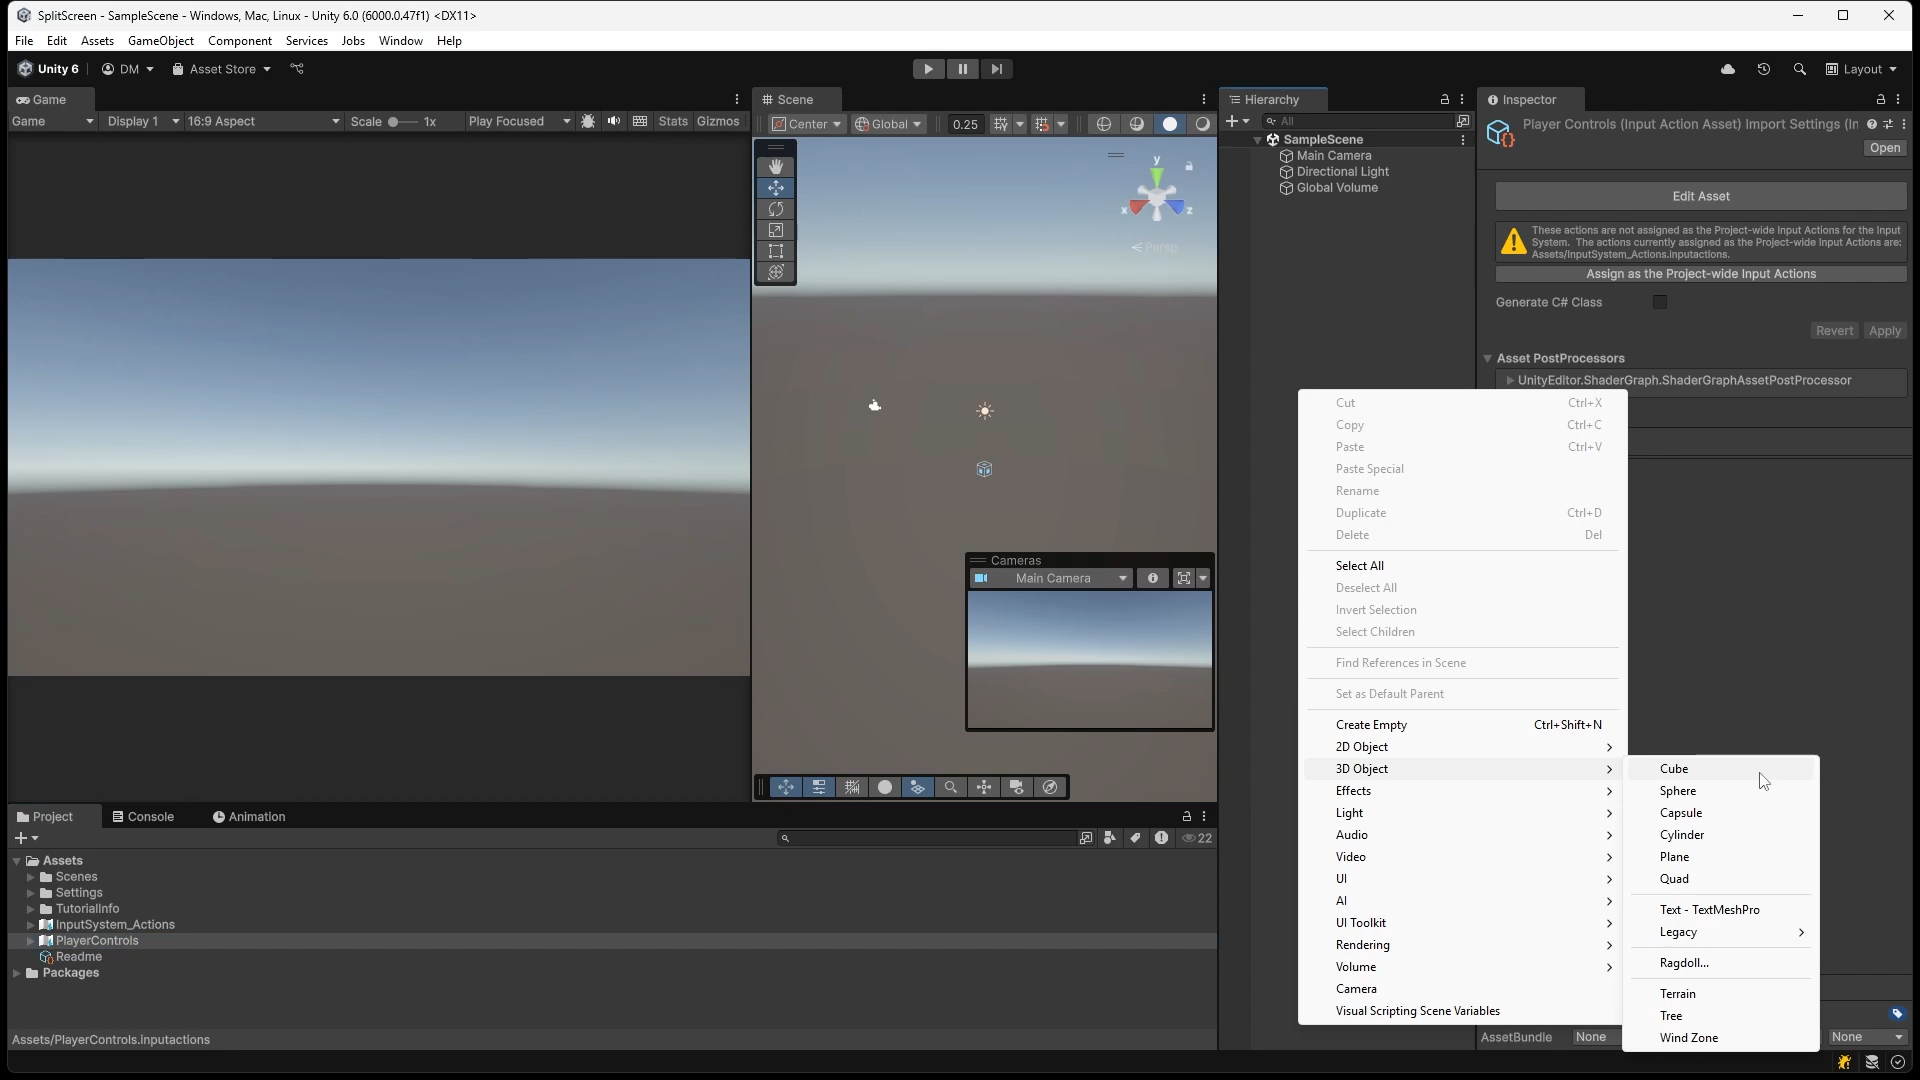 SplitScreen - SampleScene - Windows, Mac, Linux - Unity 6.0 (6000.0.47f1) <DX11>
File Edit Assets GameObject Component Services Jobs Window Help
Unity 6 DM Asset Store Layout
Game
Game Display 1 16:9 Aspect Scale 1x Play Focused Stats Gizmos
Scene
Center Global 0.25
y
x z
Persp
Cameras
Main Camera
Hierarchy
All
SampleScene
Main Camera
Directional Light
Global Volume
Inspector
Player Controls (Input Action Asset) Import Settings (In
Open
Edit Asset
These actions are not assigned as the Project-wide Input Actions for the Input
System. The actions currently assigned as the Project-wide Input Actions are:
Assets/InputSystem_Actions.inputactions.
Assign as the Project-wide Input Actions
Generate C# Class
Revert Apply
Asset PostProcessors
UnityEditor.ShaderGraph.ShaderGraphAssetPostProcessor
Cut Ctrl+X
Copy Ctrl+C
Paste Ctrl+V
Paste Special
Rename
Duplicate Ctrl+D
Delete Del
Select All
Deselect All
Invert Selection
Select Children
Find References in Scene
Set as Default Parent
Create Empty Ctrl+Shift+N
2D Object
3D Object
Effects
Light
Audio
Video
UI
AI
UI Toolkit
Rendering
Volume
Camera
Visual Scripting Scene Variables
Cube
Sphere
Capsule
Cylinder
Plane
Quad
Text - TextMeshPro
Legacy
Ragdoll...
Terrain
Tree
Wind Zone
AssetBundle None None
Project Console Animation
22
Assets
Scenes
Settings
TutorialInfo
InputSystem_Actions
PlayerControls
Readme
Packages
Assets/PlayerControls.inputactions